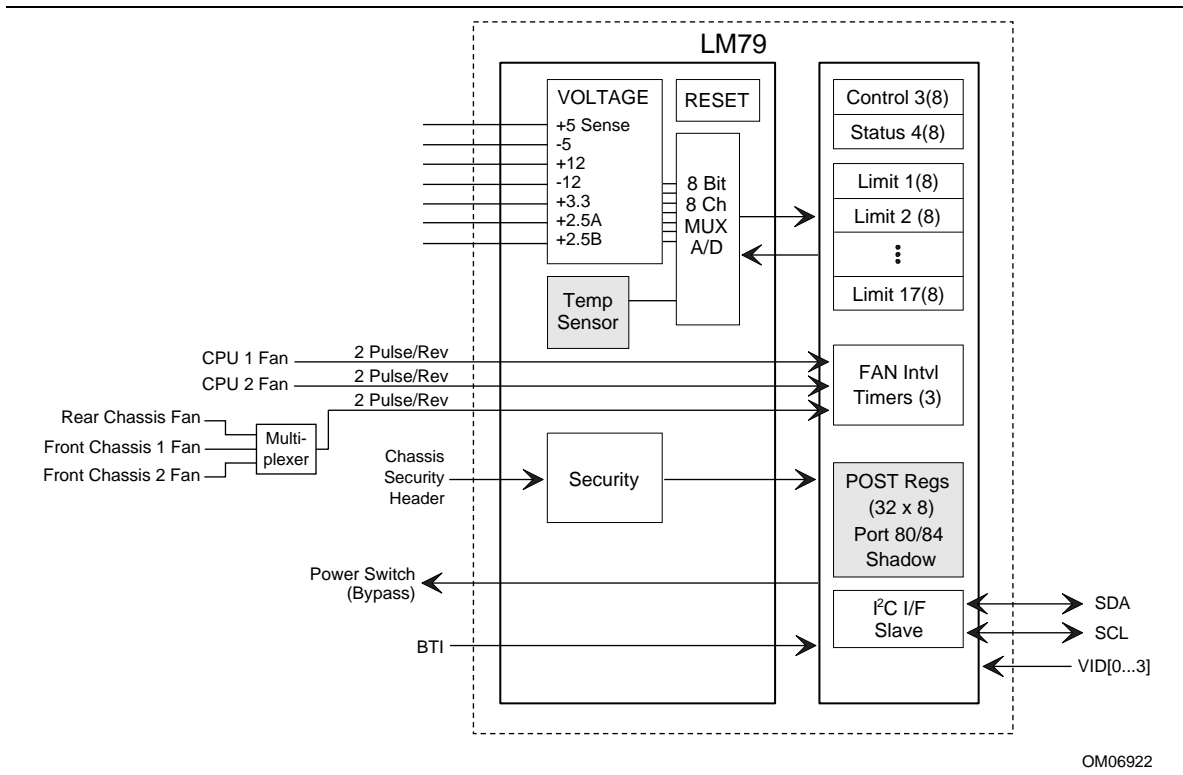 LM79
VOLTAGE
+5 Sense
-5
+12
-12
+3.3
+2.5A
+2.5B
RESET
8 Bit
8 Ch
MUX
A/D
Temp
Sensor
Control 3(8)
Status 4(8)
Limit 1(8)
Limit 2 (8)
Limit 17(8)
CPU 1 Fan
2 Pulse/Rev
CPU 2 Fan
2 Pulse/Rev
2 Pulse/Rev
FAN Intvl
Timers (3)
Rear Chassis Fan
Front Chassis 1 Fan
Front Chassis 2 Fan
Multi-
plexer
Chassis
Security
Header
Security
POST Regs
(32 x 8)
Port 80/84
Shadow
Power Switch
(Bypass)
I²C I/F
Slave
SDA
SCL
BTI
VID[0...3]
OM06922